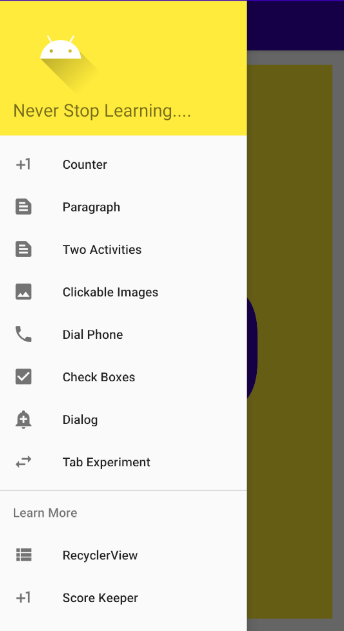 Never Stop Learning....
+1 Counter
Paragraph
Two Activities
Clickable Images
Dial Phone
Check Boxes
Dialog
Tab Experiment
Learn More
RecyclerView
+1 Score Keeper